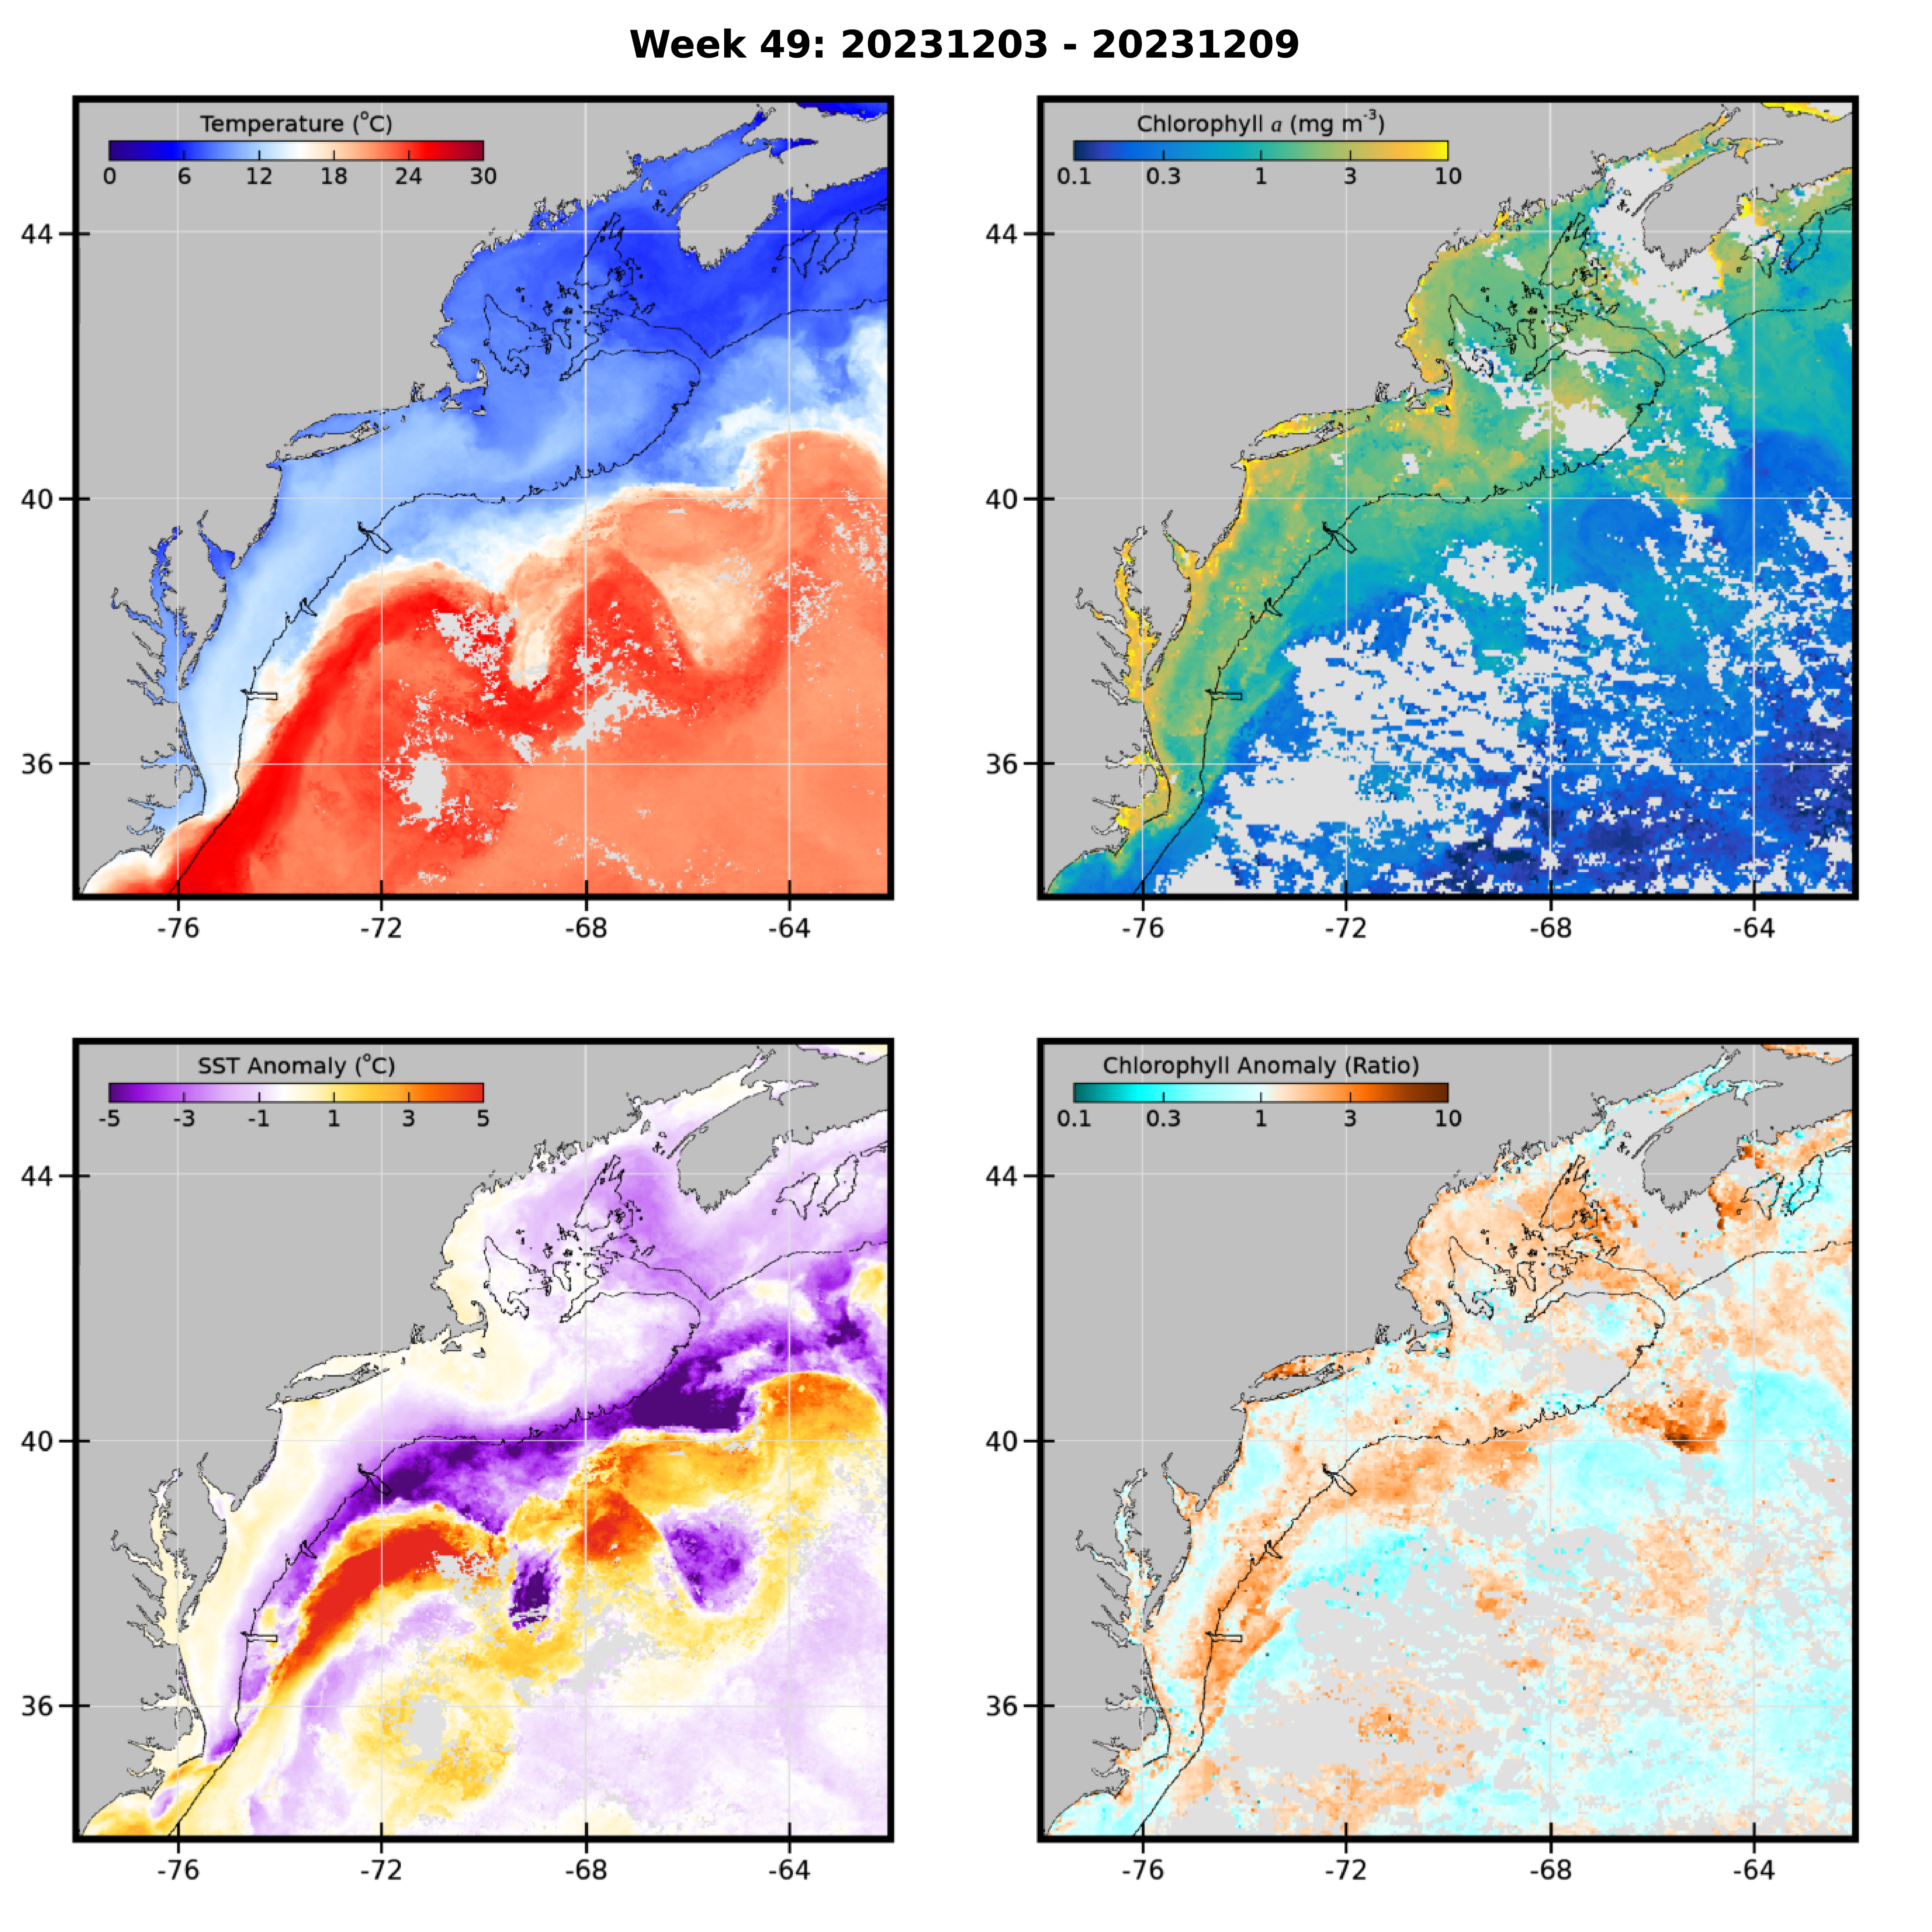 Week 49: 20231203 - 20231209
Temperature (°C)
0 6 12 18 24 30
44
40
36
-76 -72 -68 -64
Chlorophyll a (mg m⁻³)
0.1 0.3 1 3 10
44
40
36
-76 -72 -68 -64
SST Anomaly (°C)
-5 -3 -1 1 3 5
44
40
36
-76 -72 -68 -64
Chlorophyll Anomaly (Ratio)
0.1 0.3 1 3 10
44
40
36
-76 -72 -68 -64